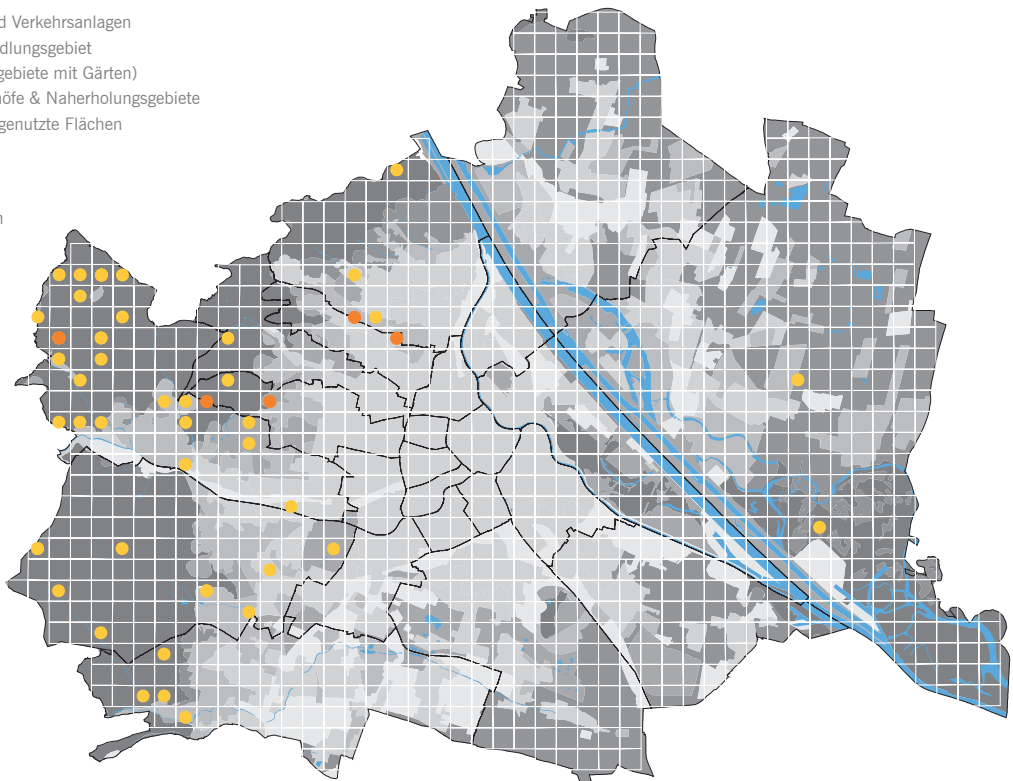 d Verkehrsanlagen
dlungsgebiet
gebiete mit Gärten)
öfe & Naherholungsgebiete
genutzte Flächen
n